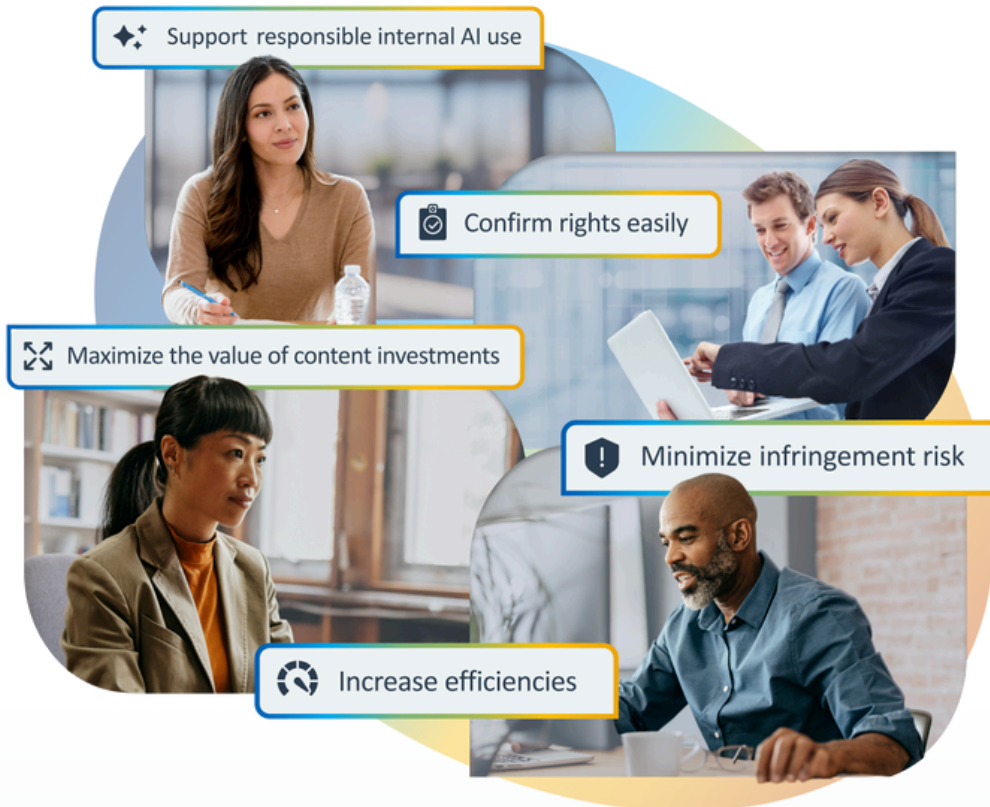 Support responsible internal AI use
Confirm rights easily
Maximize the value of content investments
Minimize infringement risk
Increase efficiencies